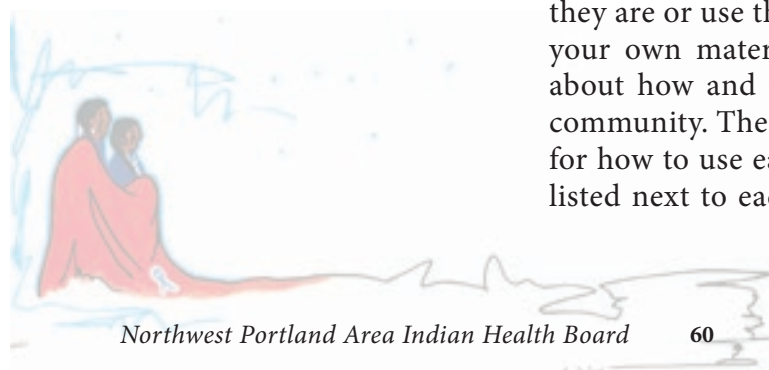 they are or use th
your own mater
about how and
community. The
for how to use ea
listed next to eac
Northwest Portland Area Indian Health Board 60